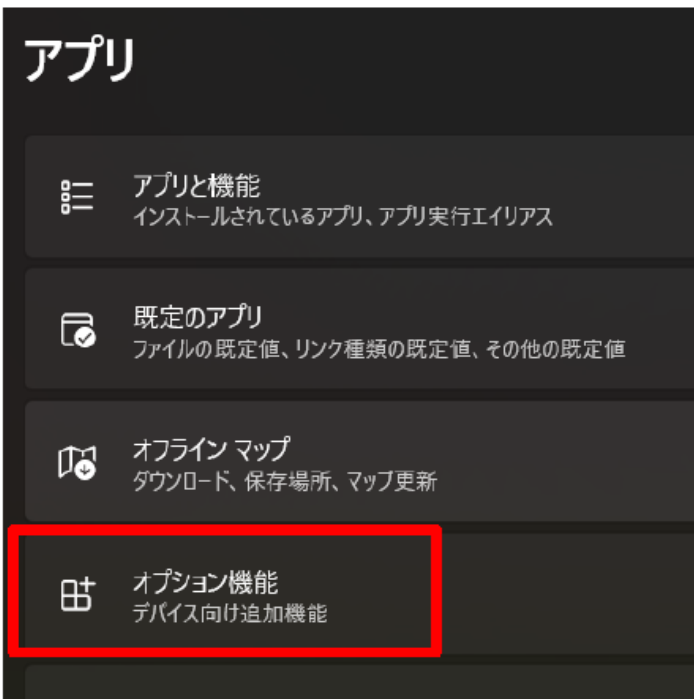 アプリ
アプリと機能
インストールされているアプリ、アプリ実行エイリアス
既定のアプリ
ファイルの既定値、リンク種類の既定値、その他の既定値
オフライン マップ
ダウンロード、保存場所、マップ更新
オプション機能
デバイス向け追加機能